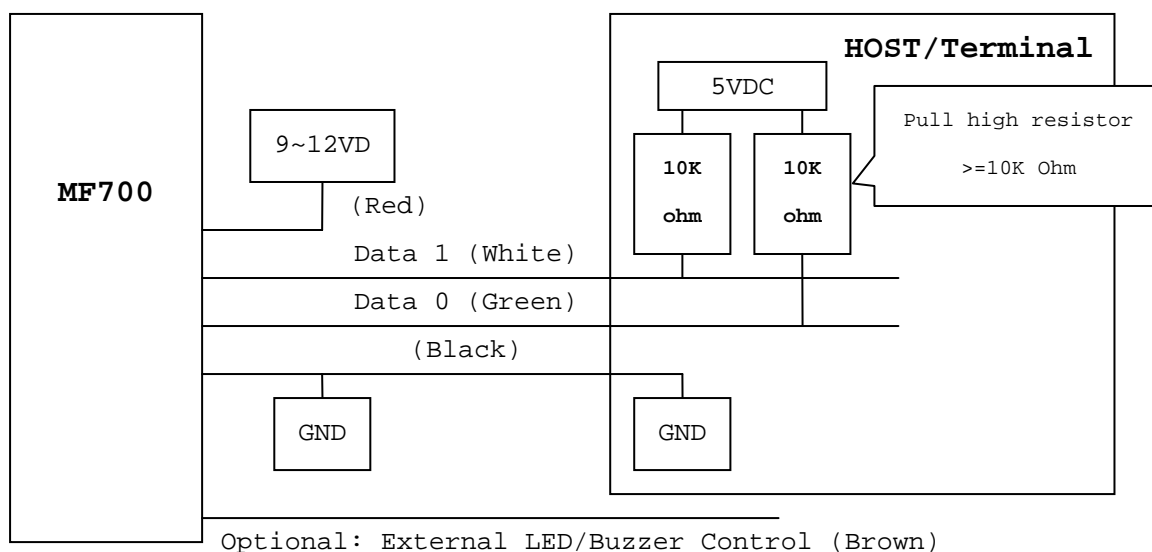 HOST/Terminal
5VDC
Pull high resistor
>=10K Ohm
9~12VD
10K
ohm
10K
ohm
MF700
(Red)
Data 1 (White)
Data 0 (Green)
(Black)
GND
GND
Optional: External LED/Buzzer Control (Brown)